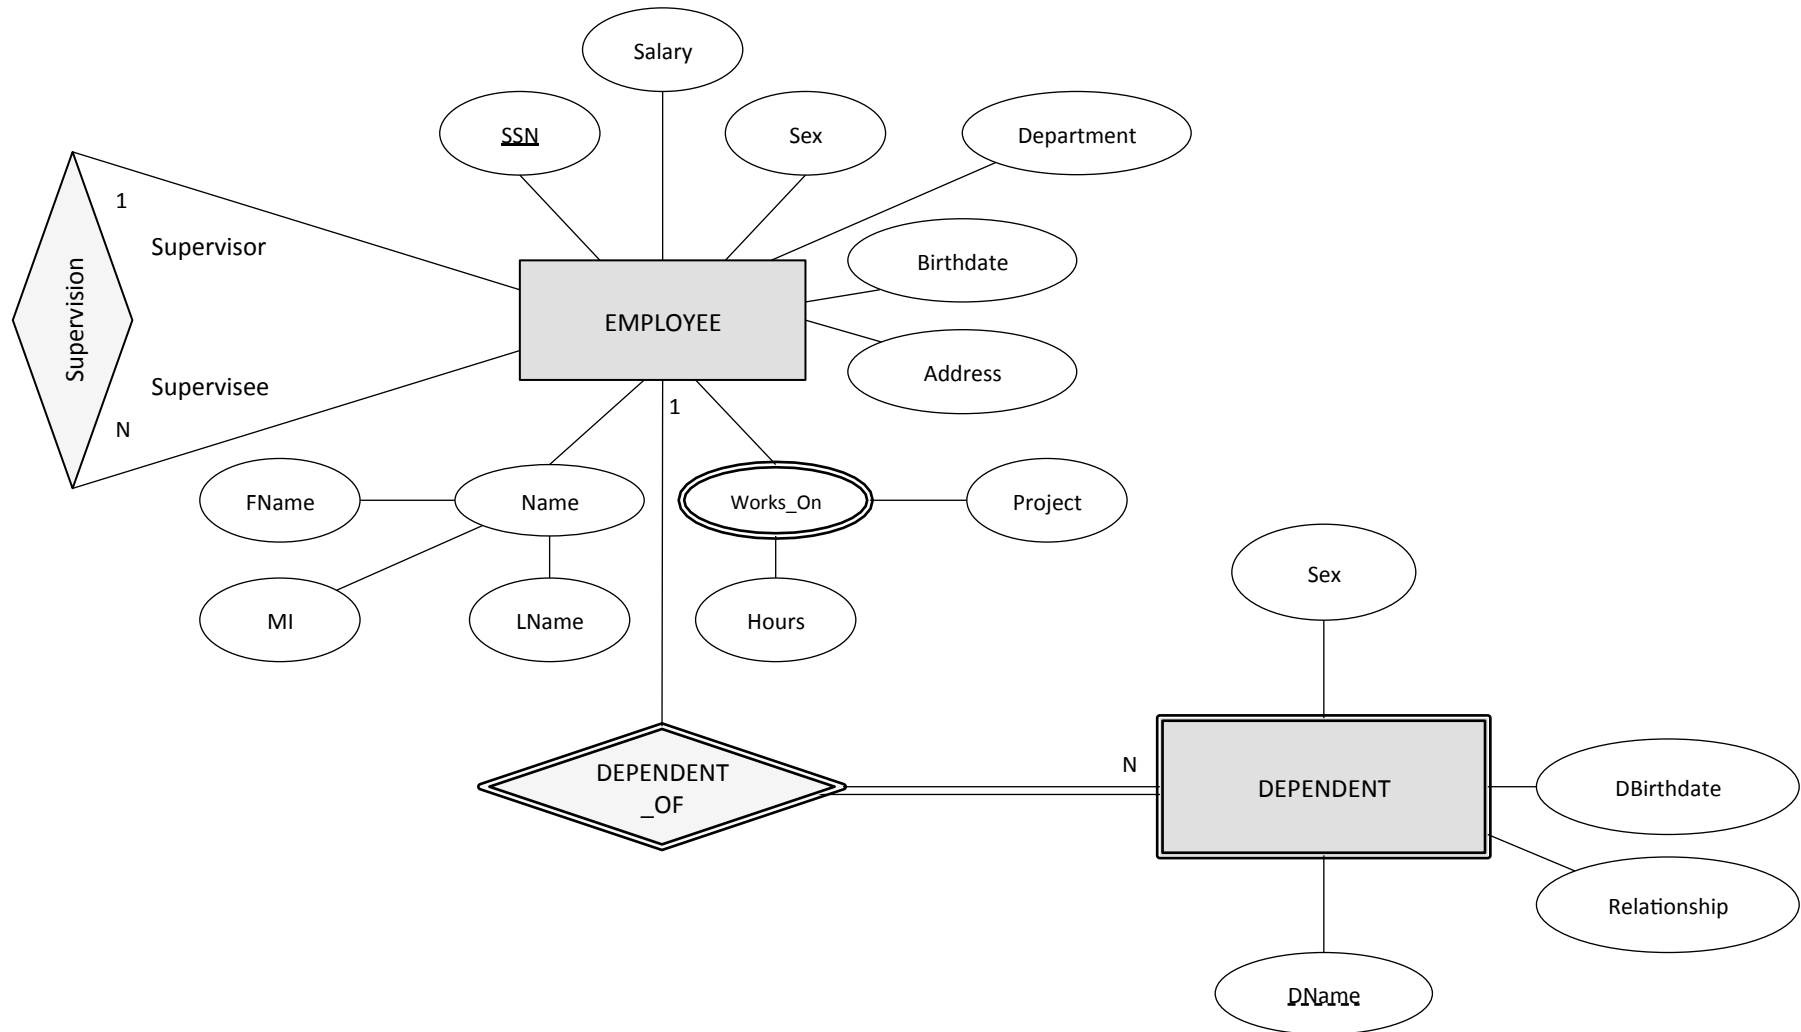 Salary
SSN
Sex
Department
1
Supervisor
Birthdate
Supervision
EMPLOYEE
Address
Supervisee
1
N
FName
Name
Works_On
Project
MI
LName
Hours
Sex
DEPENDENT
_OF
N
DEPENDENT
DBirthdate
Relationship
DName